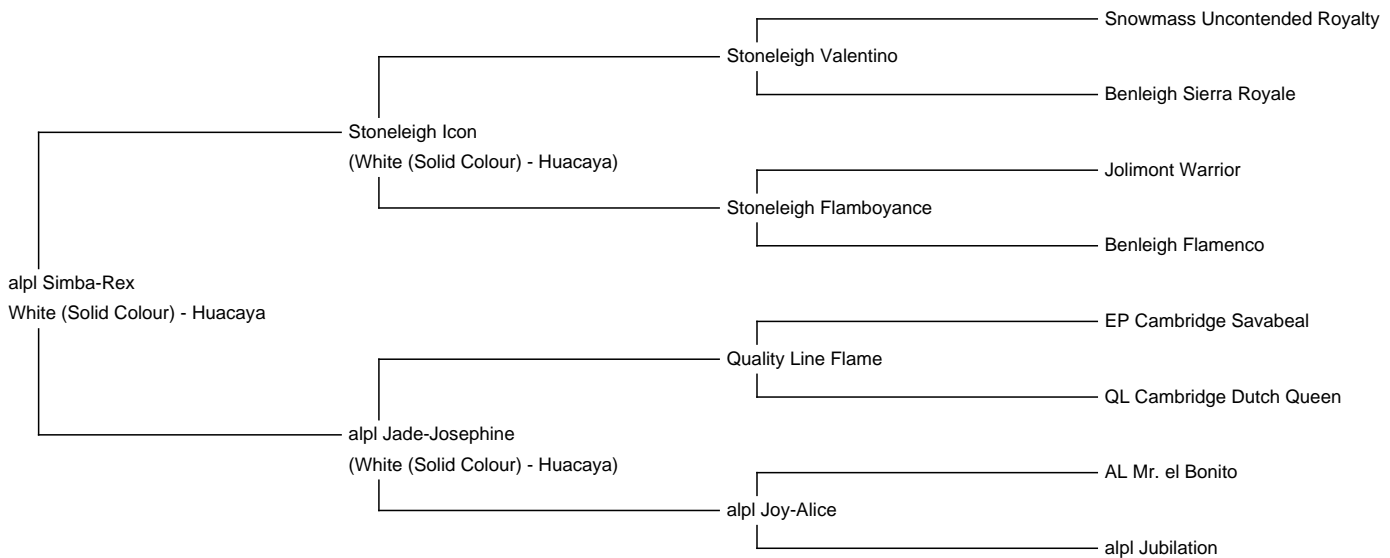 Snowmass Uncontended Royalty
Stoneleigh Valentino
Benleigh Sierra Royale
Stoneleigh Icon
(White (Solid Colour) - Huacaya)
Jolimont Warrior
Stoneleigh Flamboyance
Benleigh Flamenco
alpl Simba-Rex
White (Solid Colour) - Huacaya
EP Cambridge Savabeal
Quality Line Flame
QL Cambridge Dutch Queen
alpl Jade-Josephine
(White (Solid Colour) - Huacaya)
AL Mr. el Bonito
alpl Joy-Alice
alpl Jubilation